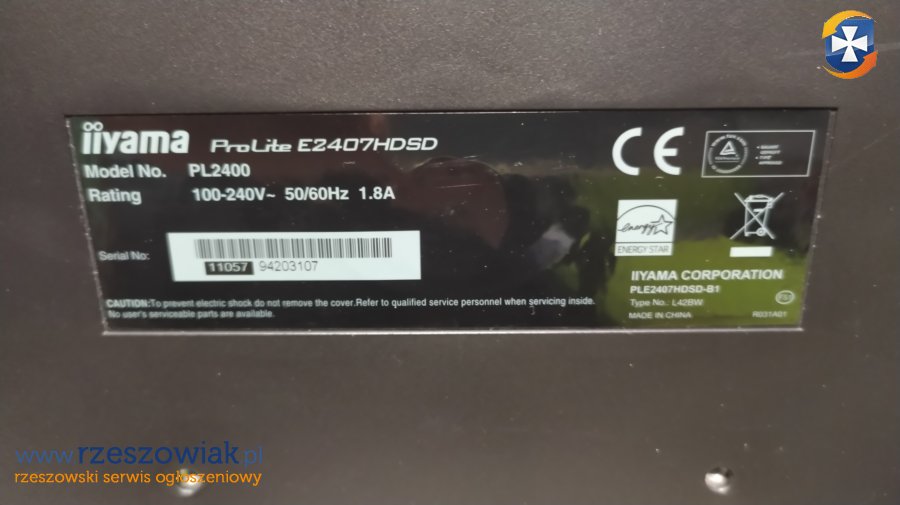 iiyama ProLite E2407HDSD
Model No. PL2400
Rating 100-240V~ 50/60Hz 1.8A
Serial No:
11057 94203107
CAUTION:To prevent electric shock do not remove the cover.Refer to qualified service personnel when servicing inside.
No user's serviceable parts are available.
CE
energy
ENERGY STAR
IIYAMA CORPORATION
PLE2407HDSD-B1
Type No.: L42BW
MADE IN CHINA
R031A01
www.rzeszowiak.pl
rzeszowski serwis ogłoszeniowy